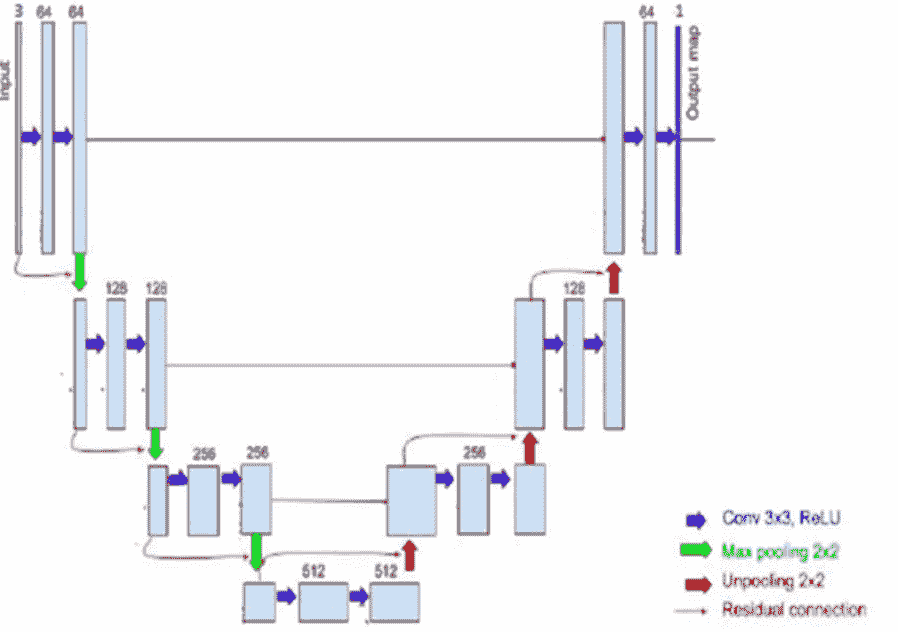 3 64 64
64 1
Input
Output map
128 128
128
256 256
256
512 512
Conv 3x3, ReLU
Max pooling 2x2
Unpooling 2x2
Residual connection